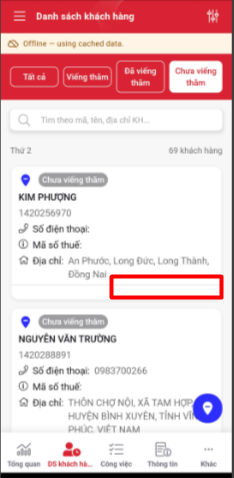 Danh sách khách hàng
Offline — using cached data.
Tất cả
Viếng thăm
Đã viếng thăm
Chưa viếng thăm
Tìm theo mã, tên, địa chỉ KH...
Thứ 2
69 khách hàng
Chưa viếng thăm
KIM PHƯỢNG
1420256970
Số điện thoại:
Mã số thuế:
Địa chỉ: An Phước, Long Đức, Long Thành,
Đồng Nai
Chưa viếng thăm
NGUYỄN VĂN TRƯỜNG
1420288891
Số điện thoại: 0983700266
Mã số thuế:
Địa chỉ: THÔN CHỢ NỘI, XÃ TAM HỢP,
HUYỆN BÌNH XUYÊN, TỈNH VĨ
PHÚC, VIỆT NAM
Tổng quan
DS khách hà...
Công việc
Thông tin
Khác